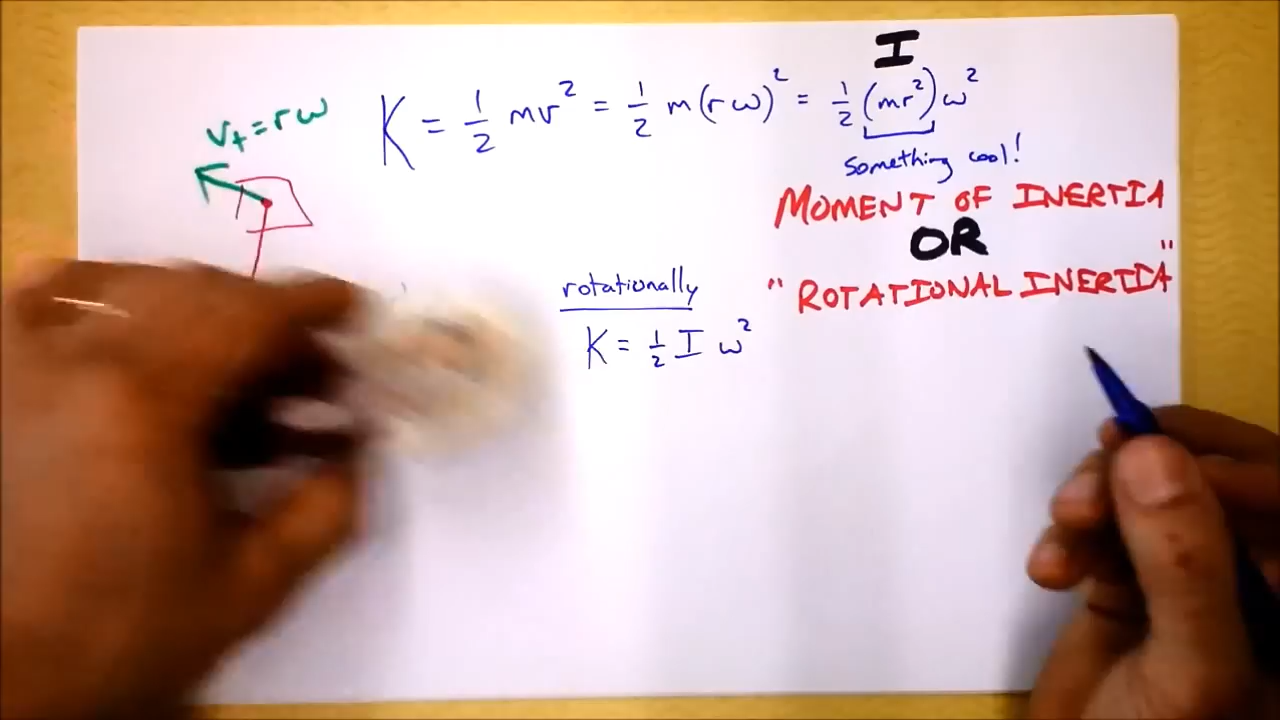 I
v_t = rω
K = 1/2 mv² = 1/2 m(rω)² = 1/2 (mr²)ω²
something cool!
MOMENT OF INERTIA
OR
"ROTATIONAL INERTIA"
rotationally
K = 1/2 I ω²